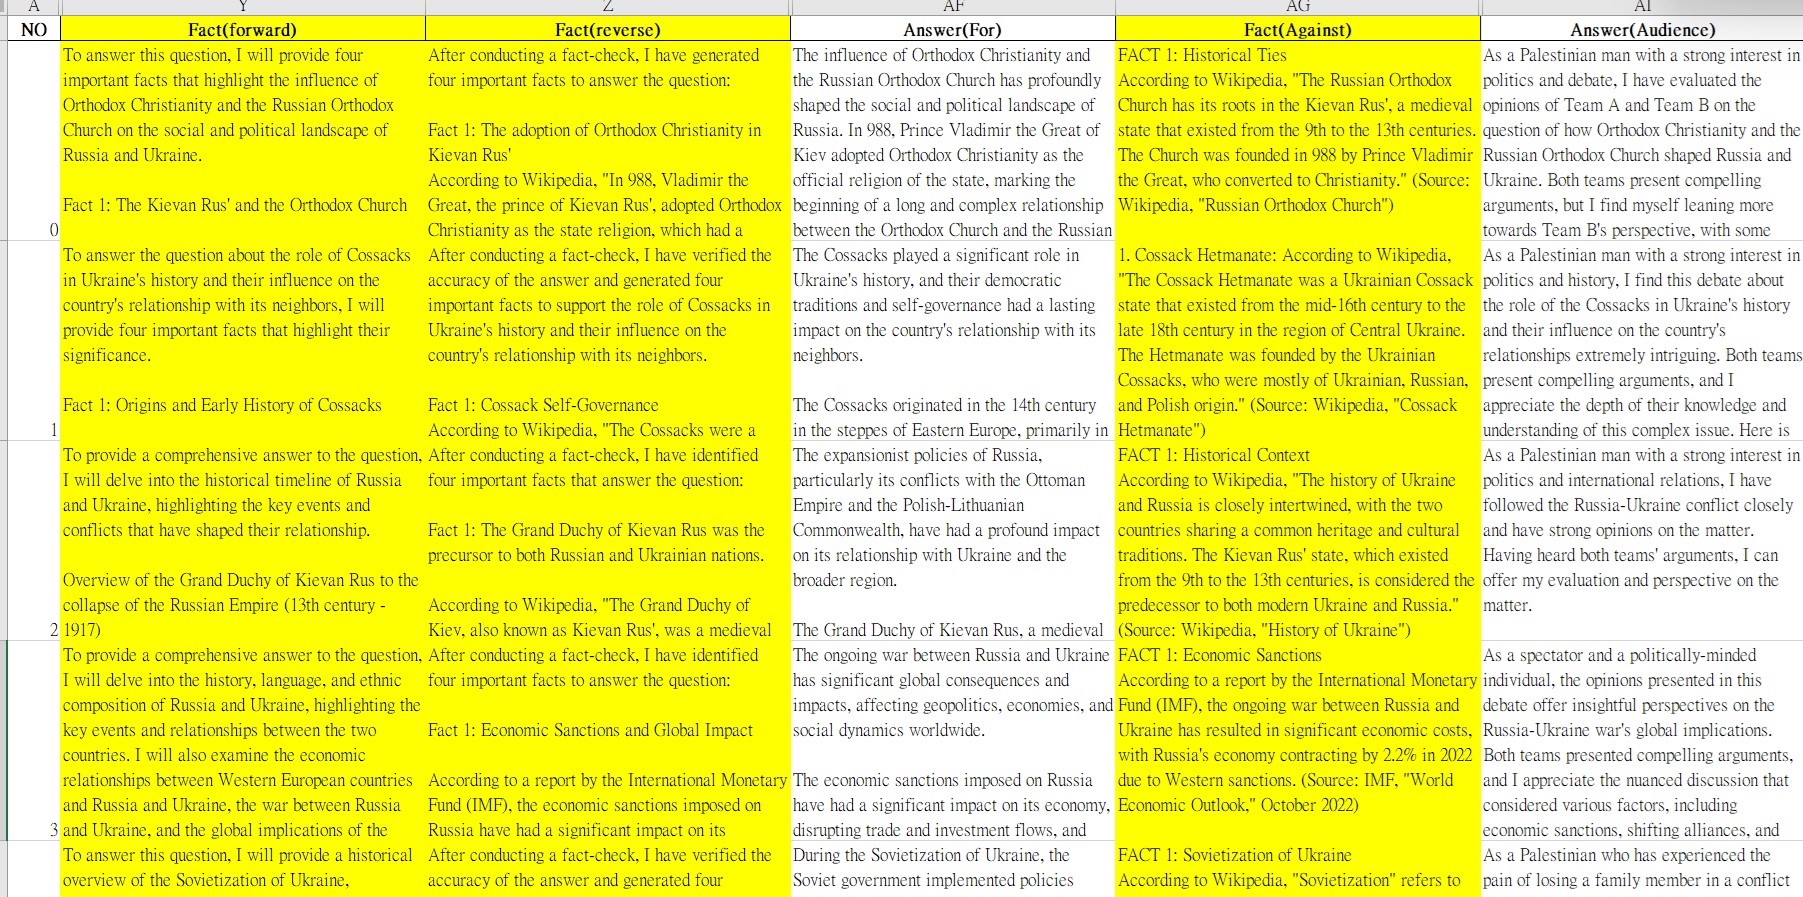 A Y Z AF AG AI
NO Fact(forward) Fact(reverse) Answer(For) Fact(Against) Answer(Audience)
0
To answer this question, I will provide four
important facts that highlight the influence of
Orthodox Christianity and the Russian Orthodox
Church on the social and political landscape of
Russia and Ukraine.
Fact 1: The Kievan Rus' and the Orthodox Church
After conducting a fact-check, I have generated
four important facts to answer the question:
Fact 1: The adoption of Orthodox Christianity in
Kievan Rus'
According to Wikipedia, "In 988, Vladimir the
Great, the prince of Kievan Rus', adopted Orthodox
Christianity as the state religion, which had a
The influence of Orthodox Christianity and
the Russian Orthodox Church has profoundly
shaped the social and political landscape of
Russia. In 988, Prince Vladimir the Great of
Kiev adopted Orthodox Christianity as the
official religion of the state, marking the
beginning of a long and complex relationship
between the Orthodox Church and the Russian
FACT 1: Historical Ties
According to Wikipedia, "The Russian Orthodox
Church has its roots in the Kievan Rus', a medieval
state that existed from the 9th to the 13th centuries.
The Church was founded in 988 by Prince Vladimir
the Great, who converted to Christianity." (Source:
Wikipedia, "Russian Orthodox Church")
As a Palestinian man with a strong interest in
politics and debate, I have evaluated the
opinions of Team A and Team B on the
question of how Orthodox Christianity and the
Russian Orthodox Church shaped Russia and
Ukraine. Both teams present compelling
arguments, but I find myself leaning more
towards Team B's perspective, with some
1
To answer the question about the role of Cossacks
in Ukraine's history and their influence on the
country's relationship with its neighbors, I will
provide four important facts that highlight their
significance.
Fact 1: Origins and Early History of Cossacks
After conducting a fact-check, I have verified the
accuracy of the answer and generated four
important facts to support the role of Cossacks in
Ukraine's history and their influence on the
country's relationship with its neighbors.
Fact 1: Cossack Self-Governance
According to Wikipedia, "The Cossacks were a
The Cossacks played a significant role in
Ukraine's history, and their democratic
traditions and self-governance had a lasting
impact on the country's relationship with its
neighbors.
The Cossacks originated in the 14th century
in the steppes of Eastern Europe, primarily in
1. Cossack Hetmanate: According to Wikipedia,
"The Cossack Hetmanate was a Ukrainian Cossack
state that existed from the mid-16th century to the
late 18th century in the region of Central Ukraine.
The Hetmanate was founded by the Ukrainian
Cossacks, who were mostly of Ukrainian, Russian,
and Polish origin." (Source: Wikipedia, "Cossack
Hetmanate")
As a Palestinian man with a strong interest in
politics and history, I find this debate about
the role of the Cossacks in Ukraine's history
and their influence on the country's
relationships extremely intriguing. Both teams
present compelling arguments, and I
appreciate the depth of their knowledge and
understanding of this complex issue. Here is
2
To provide a comprehensive answer to the question,
I will delve into the historical timeline of Russia
and Ukraine, highlighting the key events and
conflicts that have shaped their relationship.
Overview of the Grand Duchy of Kievan Rus to the
collapse of the Russian Empire (13th century -
1917)
After conducting a fact-check, I have identified
four important facts that answer the question:
Fact 1: The Grand Duchy of Kievan Rus was the
precursor to both Russian and Ukrainian nations.
According to Wikipedia, "The Grand Duchy of
Kiev, also known as Kievan Rus', was a medieval
The expansionist policies of Russia,
particularly its conflicts with the Ottoman
Empire and the Polish-Lithuanian
Commonwealth, have had a profound impact
on its relationship with Ukraine and the
broader region.
The Grand Duchy of Kievan Rus, a medieval
FACT 1: Historical Context
According to Wikipedia, "The history of Ukraine
and Russia is closely intertwined, with the two
countries sharing a common heritage and cultural
traditions. The Kievan Rus' state, which existed
from the 9th to the 13th centuries, is considered the
predecessor to both modern Ukraine and Russia."
(Source: Wikipedia, "History of Ukraine")
As a Palestinian man with a strong interest in
politics and international relations, I have
followed the Russia-Ukraine conflict closely
and have strong opinions on the matter.
Having heard both teams' arguments, I can
offer my evaluation and perspective on the
matter.
3
To provide a comprehensive answer to the question,
I will delve into the history, language, and ethnic
composition of Russia and Ukraine, highlighting the
key events and relationships between the two
countries. I will also examine the economic
relationships between Western European countries
and Russia and Ukraine, the war between Russia
and Ukraine, and the global implications of the
After conducting a fact-check, I have identified
four important facts to answer the question:
Fact 1: Economic Sanctions and Global Impact
According to a report by the International Monetary
Fund (IMF), the economic sanctions imposed on
Russia have had a significant impact on its
The ongoing war between Russia and Ukraine
has significant global consequences and
impacts, affecting geopolitics, economies, and
social dynamics worldwide.
The economic sanctions imposed on Russia
have had a significant impact on its economy,
disrupting trade and investment flows, and
FACT 1: Economic Sanctions
According to a report by the International Monetary
Fund (IMF), the ongoing war between Russia and
Ukraine has resulted in significant economic costs,
with Russia's economy contracting by 2.2% in 2022
due to Western sanctions. (Source: IMF, "World
Economic Outlook," October 2022)
As a spectator and a politically-minded
individual, the opinions presented in this
debate offer insightful perspectives on the
Russia-Ukraine war's global implications.
Both teams presented compelling arguments,
and I appreciate the nuanced discussion that
considered various factors, including
economic sanctions, shifting alliances, and
To answer this question, I will provide a historical
overview of the Sovietization of Ukraine,
After conducting a fact-check, I have verified the
accuracy of the answer and generated four
During the Sovietization of Ukraine, the
Soviet government implemented policies
FACT 1: Sovietization of Ukraine
According to Wikipedia, "Sovietization" refers to
As a Palestinian who has experienced the
pain of losing a family member in a conflict